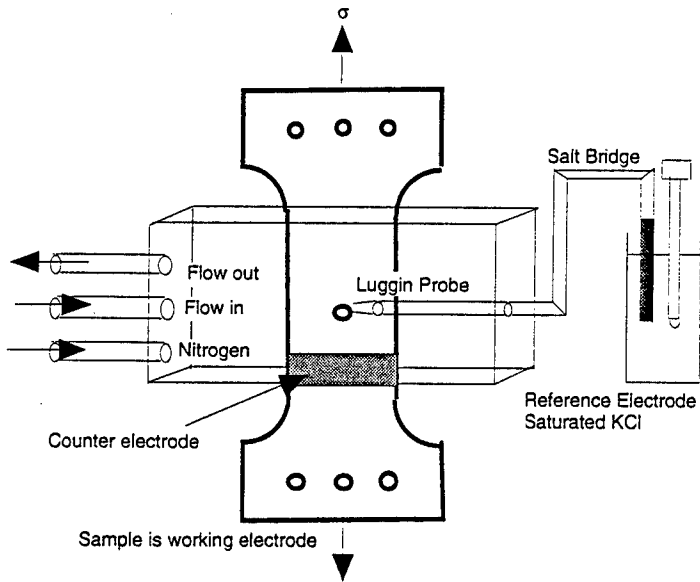 σ
Salt Bridge
Flow out
Luggin Probe
Flow in
Nitrogen
Reference Electrode
Saturated KCl
Counter electrode
Sample is working electrode